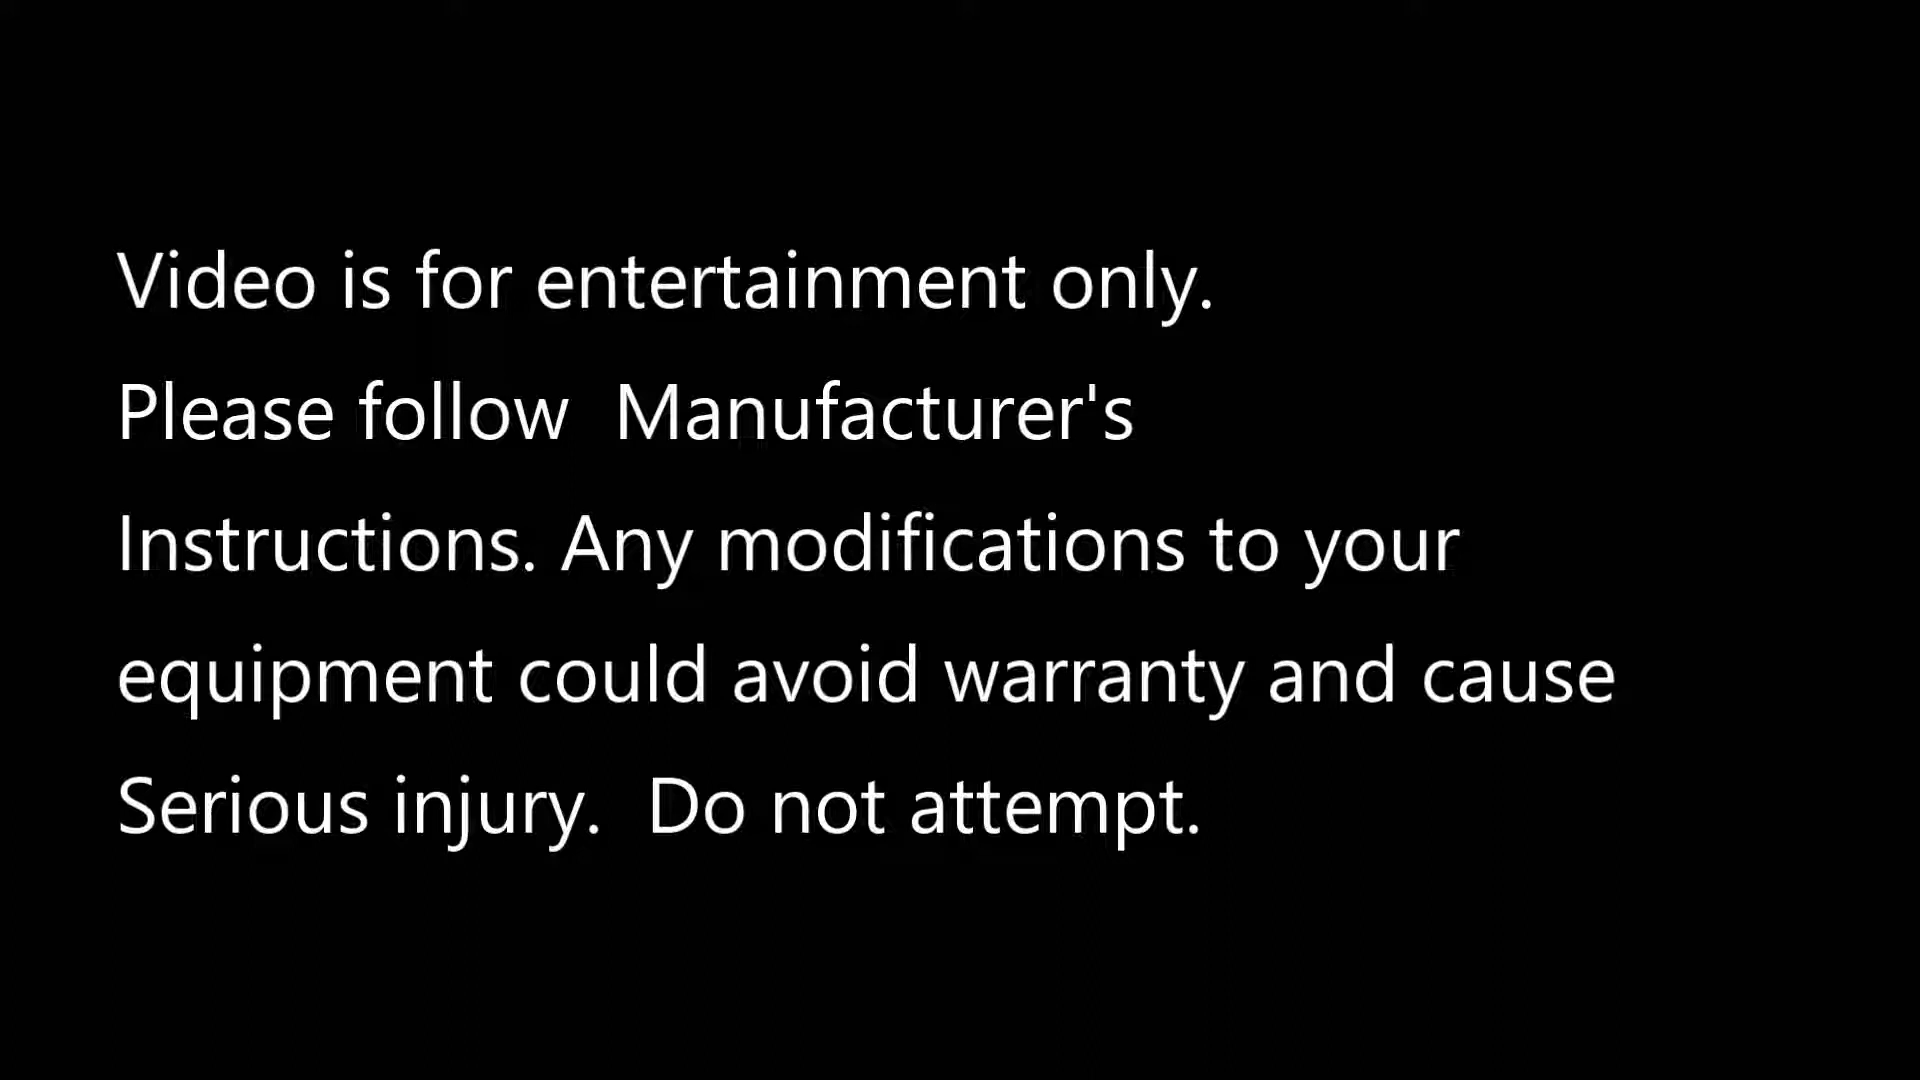 Video is for entertainment only.
Please follow  Manufacturer's
Instructions. Any modifications to your
equipment could avoid warranty and cause
Serious injury.  Do not attempt.